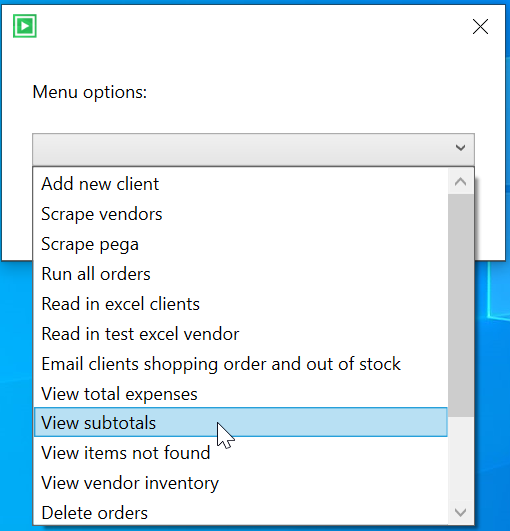 Menu options:
Add new client
Scrape vendors
Scrape pega
Run all orders
Read in excel clients
Read in test excel vendor
Email clients shopping order and out of stock
View total expenses
View subtotals
View items not found
View vendor inventory
Delete orders